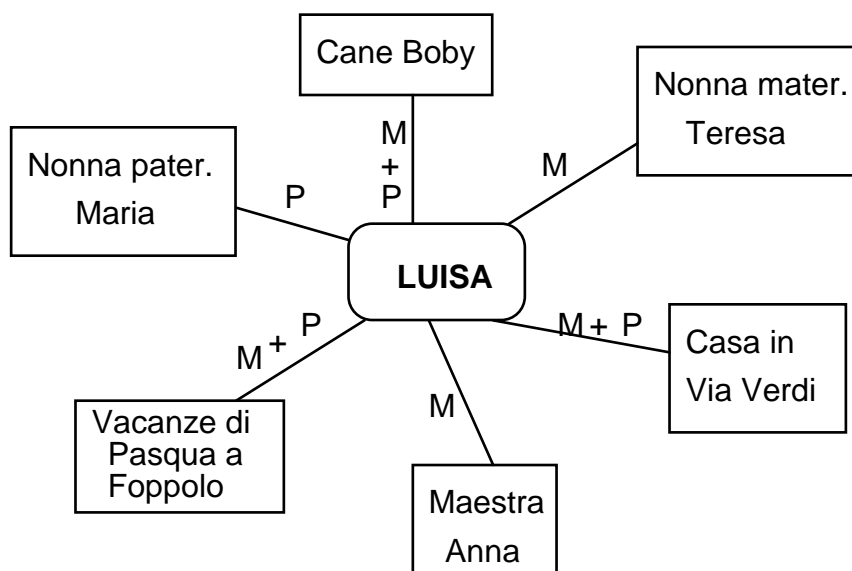 Cane Boby
Nonna mater.
Teresa
M
+
P
M
Nonna pater.
Maria
P
LUISA
M + P
M + P
Casa in
Via Verdi
M
Vacanze di
Pasqua a
Foppolo
Maestra
Anna